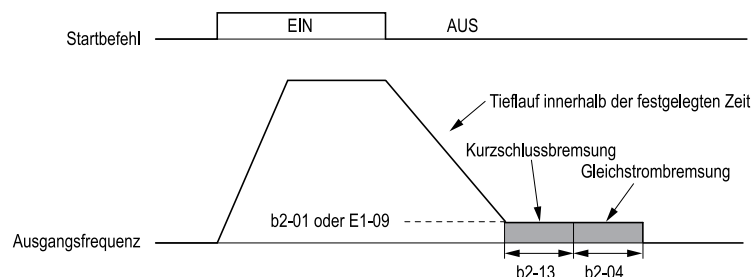 EIN
AUS
Startbefehl
Tieflauf innerhalb der festgelegten Zeit
Kurzschlussbremsung
Gleichstrombremsung
b2-01 oder E1-09
Ausgangsfrequenz
b2-13
b2-04